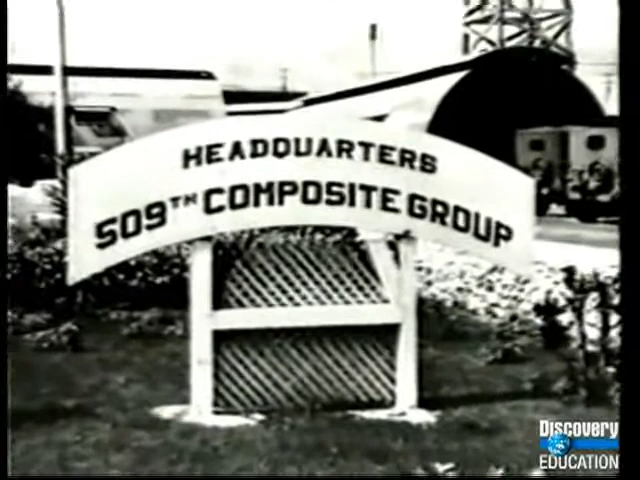 HEADQUARTERS
509TH COMPOSITE GROUP
Discovery
EDUCATION